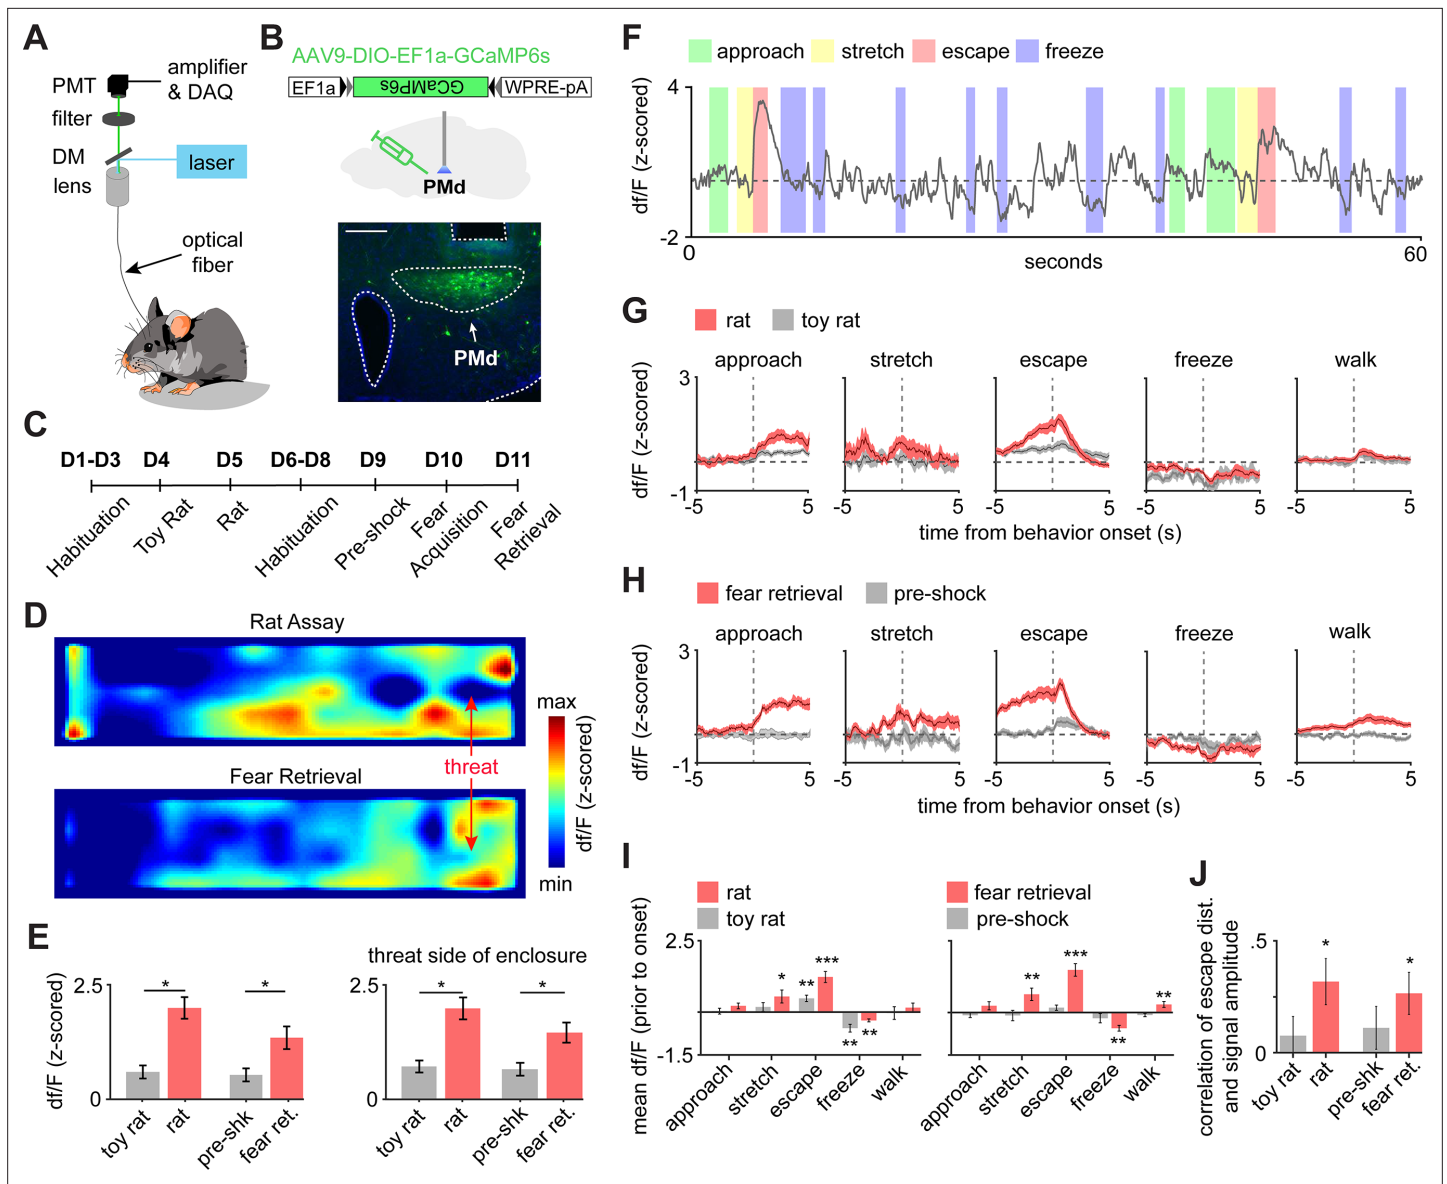 A
PMT
amplifier
& DAQ
filter
DM
laser
lens
optical
fiber
B
AAV9-DIO-EF1a-GCaMP6s
EF1a
GCaMP6s
WPRE-pA
PMd
PMd
C
D1-D3 D4 D5 D6-D8 D9 D10 D11
Habituation
Toy Rat
Rat
Habituation
Pre-shock
Fear
Acquisition
Fear
Retrieval
D
Rat Assay
threat
Fear Retrieval
max
df/F (z-scored)
min
E
2.5
df/F (z-scored)
0
* *
toy rat
rat
pre-shk
fear ret.
threat side of enclosure
2.5
0
* *
toy rat
rat
pre-shk
fear ret.
F
approach stretch escape freeze
4
df/F (z-scored)
-2
0 60
seconds
G
rat toy rat
approach stretch escape freeze walk
3
df/F (z-scored)
-1
-5 5 -5 5 -5 5 -5 5 -5 5
time from behavior onset (s)
H
fear retrieval pre-shock
approach stretch escape freeze walk
3
df/F (z-scored)
-1
-5 5 -5 5 -5 5 -5 5 -5 5
time from behavior onset (s)
I
rat
toy rat
2.5
mean df/F (prior to onset)
-1.5
* ** *** ** **
approach
stretch
escape
freeze
walk
fear retrieval
pre-shock
** *** ** **
approach
stretch
escape
freeze
walk
J
correlation of escape dist.
and signal amplitude
.5
0
* *
toy rat
rat
pre-shk
fear ret.